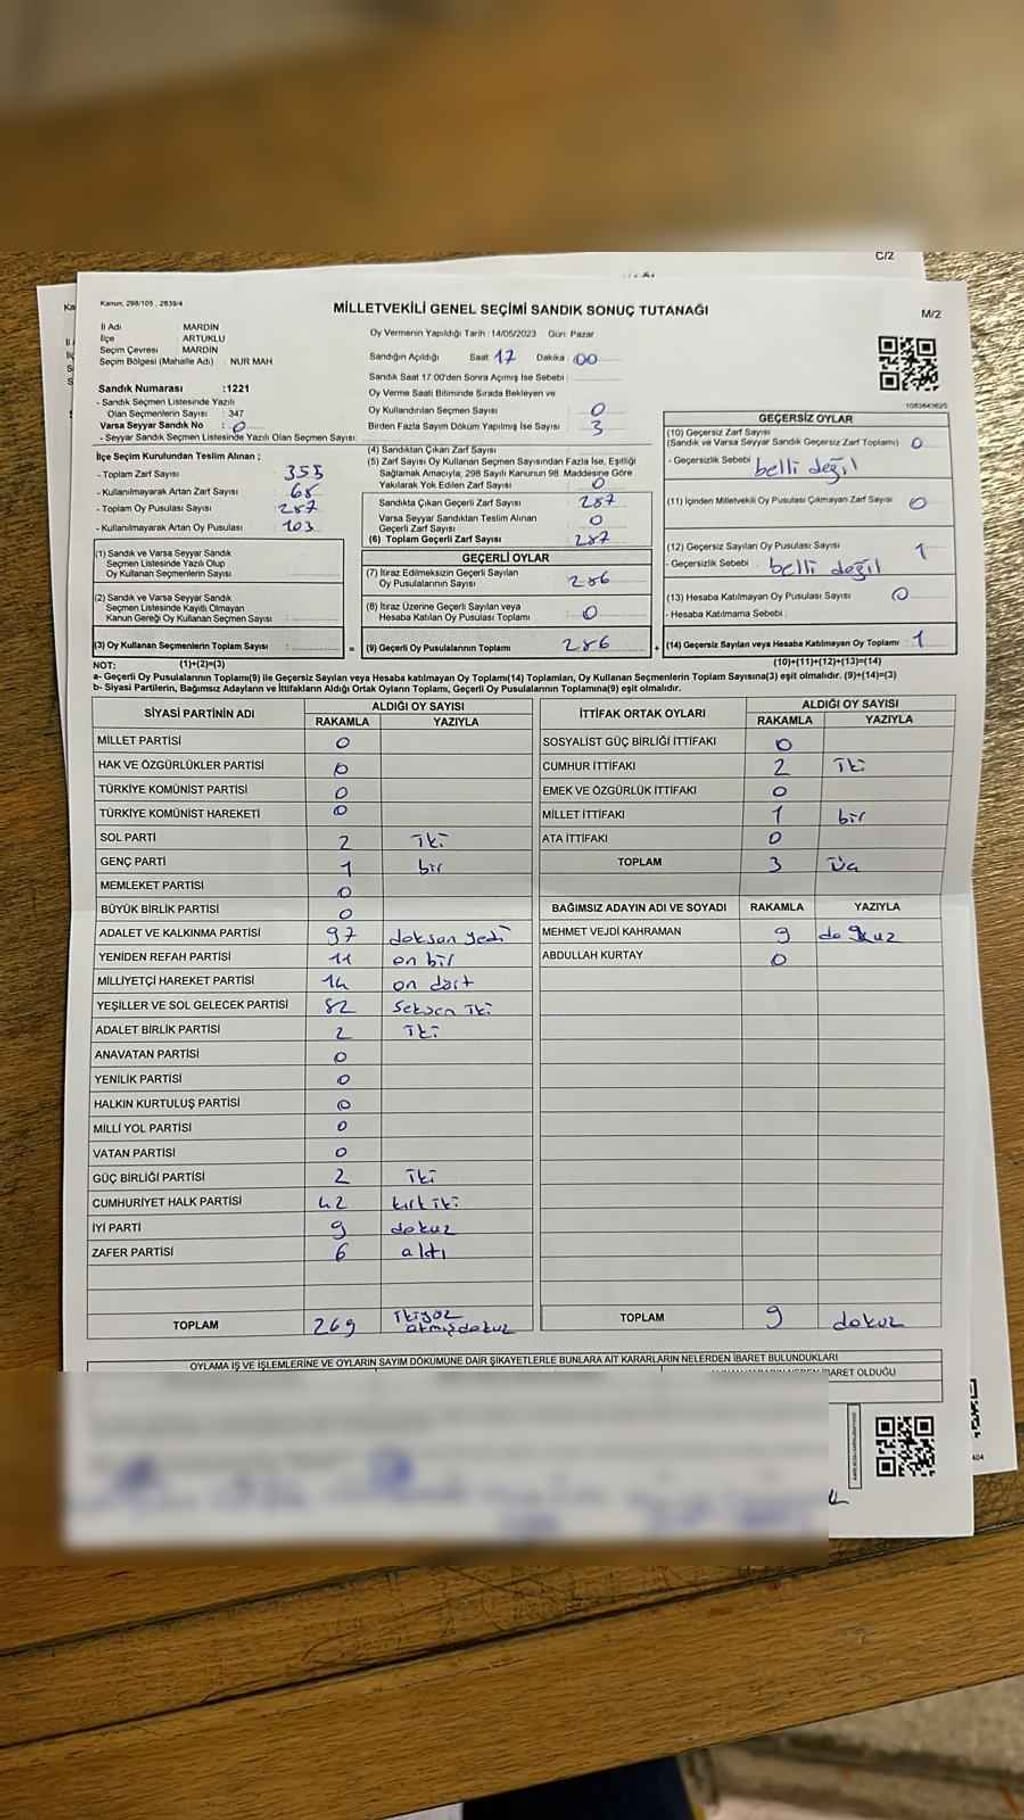 C/2
Kanun: 298/105 , 2839/4
MİLLETVEKİLİ GENEL SEÇİMİ SANDIK SONUÇ TUTANAĞI
M/2
İl Adı MARDİN
İlçe ARTUKLU
Seçim Çevresi MARDİN
Seçim Bölgesi (Mahalle Adı) NUR MAH
Oy Vermenin Yapıldığı Tarih : 14/05/2023 Gün: Pazar
Sandığın Açıldığı Saat 17 Dakika : 00
Sandık Saat 17:00'den Sonra Açımış İse Sebebi :
Sandık Numarası :1221
- Sandık Seçmen Listesinde Yazılı
Olan Seçmenlerin Sayısı : 347
Varsa Seyyar Sandık No : 0
- Seyyar Sandık Seçmen Listesinde Yazılı Olan Seçmen Sayısı:
Oy Verme Saati Bitiminde Sırada Bekleyen ve
Oy Kullandırılan Seçmen Sayısı 0
Birden Fazla Sayım Döküm Yapılmış İse Sayısı 3
İlçe Seçim Kurulundan Teslim Alınan ;
- Toplam Zarf Sayısı 355
- Kullanılmayarak Artan Zarf Sayısı 68
- Toplam Oy Pusulası Sayısı 287
- Kullanılmayarak Artan Oy Pusulası 103
(4) Sandıktan Çıkan Zarf Sayısı
(5) Zarf Sayısı Oy Kullanan Seçmen Sayısından Fazla İse, Eşitliği
Sağlamak Amacıyla; 298 Sayılı Kanunun 98. Maddesine Göre
Yakılarak Yok Edilen Zarf Sayısı 0
Sandıkta Çıkan Geçerli Zarf Sayısı 287
Varsa Seyyar Sandıktan Teslim Alınan
Geçerli Zarf Sayısı 0
(6) Toplam Geçerli Zarf Sayısı 287
GEÇERSİZ OYLAR
(10) Geçersiz Zarf Sayısı
(Sandık ve Varsa Seyyar Sandık Geçersiz Zarf Toplamı) 0
- Geçersizlik Sebebi belli değil
(11) İçinden Milletvekili Oy Pusulası Çıkmayan Zarf Sayısı 0
(12) Geçersiz Sayılan Oy Pusulası Sayısı 1
- Geçersizlik Sebebi belli değil
(13) Hesaba Katılmayan Oy Pusulası Sayısı 0
- Hesaba Katılmama Sebebi :
(14) Geçersiz Sayılan veya Hesaba Katılmayan Oy Toplamı 1
(1) Sandık ve Varsa Seyyar Sandık
Seçmen Listesinde Yazılı Olup
Oy Kullanan Seçmenlerin Sayısı :
(2) Sandık ve Varsa Seyyar Sandık
Seçmen Listesinde Kayıtlı Olmayan
Kanun Gereği Oy Kullanan Seçmen Sayısı :
(3) Oy Kullanan Seçmenlerin Toplam Sayısı :
=
GEÇERLİ OYLAR
(7) İtiraz Edilmeksizin Geçerli Sayılan
Oy Pusulalarının Sayısı 286
(8) İtiraz Üzerine Geçerli Sayılan veya
Hesaba Katılan Oy Pusulası Toplamı 0
(9) Geçerli Oy Pusulalarının Toplamı 286
+
NOT: (1)+(2)=(3) (10)+(11)+(12)+(13)=(14)
a- Geçerli Oy Pusulalarının Toplamı(9) ile Geçersiz Sayılan veya Hesaba katılmayan Oy Toplamı(14) Toplamları, Oy Kullanan Seçmenlerin Toplam Sayısına(3) eşit olmalıdır. (9)+(14)=(3)
b- Siyasi Partilerin, Bağımsız Adayların ve İttifakların Aldığı Ortak Oyların Toplamı, Geçerli Oy Pusulalarının Toplamına(9) eşit olmalıdır.
SİYASİ PARTİNİN ADI ALDIĞI OY SAYISI
RAKAMLA YAZIYLA
MİLLET PARTİSİ 0
HAK VE ÖZGÜRLÜKLER PARTİSİ 0
TÜRKİYE KOMÜNİST PARTİSİ 0
TÜRKİYE KOMÜNİST HAREKETİ 0
SOL PARTİ 2 iki
GENÇ PARTİ 1 bir
MEMLEKET PARTİSİ 0
BÜYÜK BİRLİK PARTİSİ 0
ADALET VE KALKINMA PARTİSİ 97 doksan yedi
YENİDEN REFAH PARTİSİ 11 on bir
MİLLİYETÇİ HAREKET PARTİSİ 14 on dört
YEŞİLLER VE SOL GELECEK PARTİSİ 82 Seksen iki
ADALET BİRLİK PARTİSİ 2 iki
ANAVATAN PARTİSİ 0
YENİLİK PARTİSİ 0
HALKIN KURTULUŞ PARTİSİ 0
MİLLİ YOL PARTİSİ 0
VATAN PARTİSİ 0
GÜÇ BİRLİĞİ PARTİSİ 2 iki
CUMHURİYET HALK PARTİSİ 42 kırk iki
İYİ PARTİ 9 dokuz
ZAFER PARTİSİ 6 altı
TOPLAM 269 ikiyüz
atmışdokuz
İTTİFAK ORTAK OYLARI ALDIĞI OY SAYISI
RAKAMLA YAZIYLA
SOSYALİST GÜÇ BİRLİĞİ İTTİFAKI 0
CUMHUR İTTİFAKI 2 iki
EMEK VE ÖZGÜRLÜK İTTİFAKI 0
MİLLET İTTİFAKI 1 bir
ATA İTTİFAKI 0
TOPLAM 3 Üç
BAĞIMSIZ ADAYIN ADI VE SOYADI RAKAMLA YAZIYLA
MEHMET VEJDİ KAHRAMAN 9 dokuz
ABDULLAH KURTAY 0
TOPLAM 9 dokuz
OYLAMA İŞ VE İŞLEMLERİNE VE OYLARIN SAYIM DÖKÜMÜNE DAİR ŞİKAYETLERLE BUNLARA AİT KARARLARIN NELERDEN İBARET BULUNDUKLARI
İBARET OLDUĞU